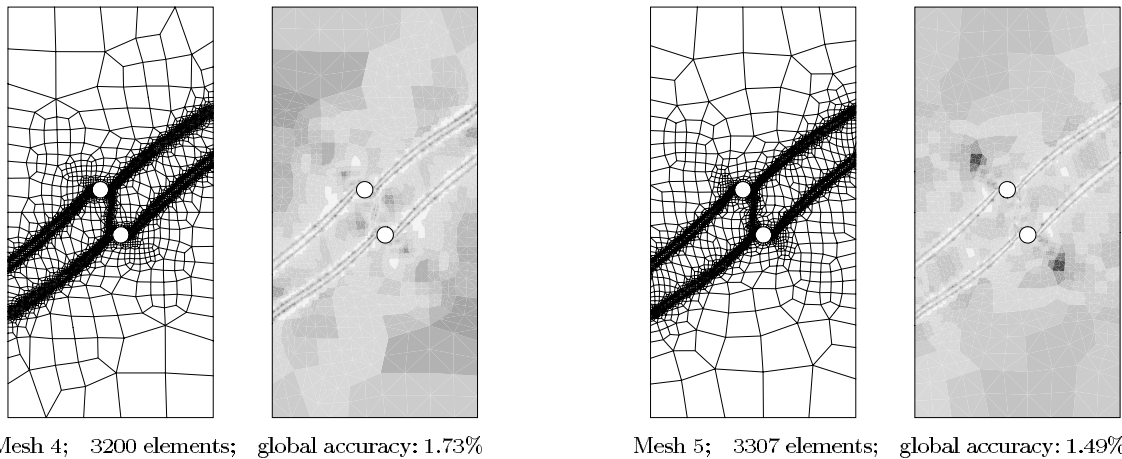 Mesh 4; 3200 elements; global accuracy: 1.73%
Mesh 5; 3307 elements; global accuracy: 1.49%